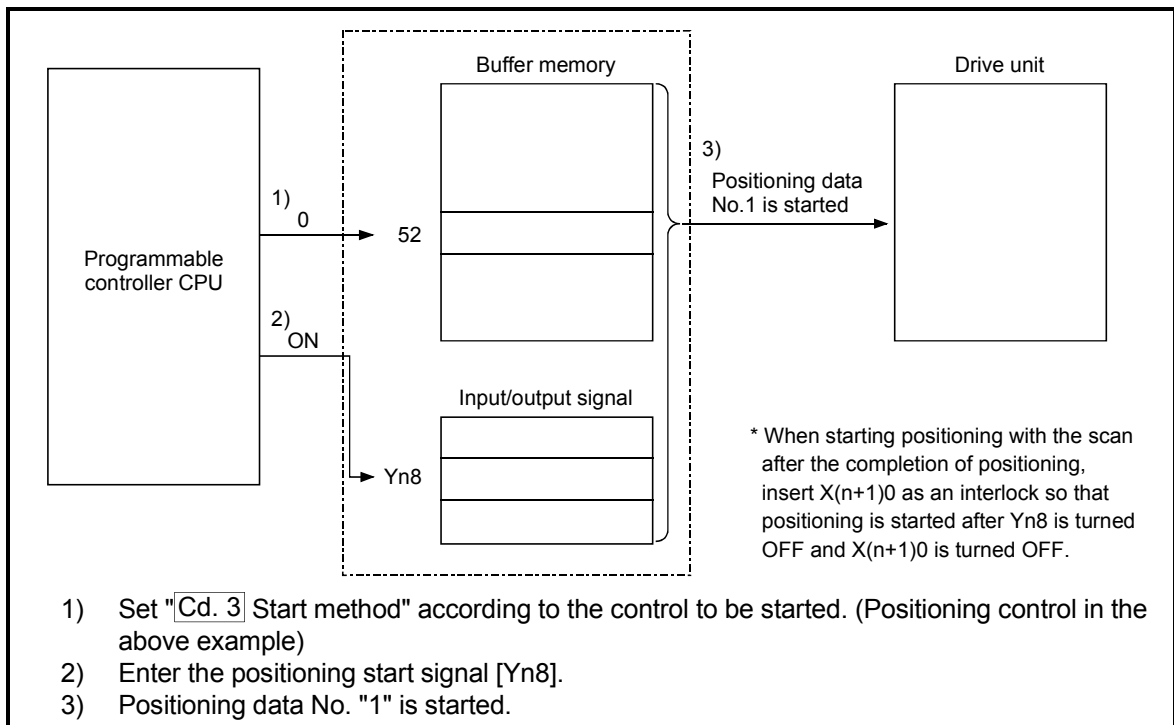 Buffer memory
Drive unit
Programmable
controller CPU
1)
0
52
2)
ON
Input/output signal
Yn8
3)
Positioning data
No.1 is started
* When starting positioning with the scan
after the completion of positioning,
insert X(n+1)0 as an interlock so that
positioning is started after Yn8 is turned
OFF and X(n+1)0 is turned OFF.
1) Set "Cd. 3 Start method" according to the control to be started. (Positioning control in the
above example)
2) Enter the positioning start signal [Yn8].
3) Positioning data No. "1" is started.